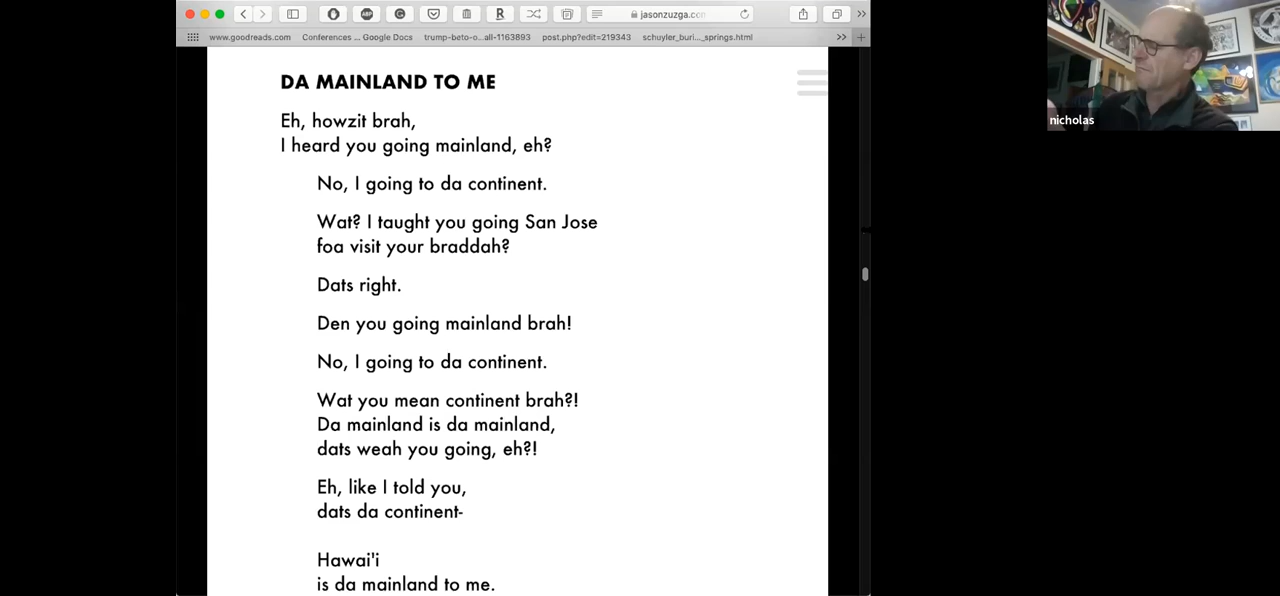 jasonzuzga.com
www.goodreads.com Conferences ... Google Docs trump-beto-o...all-1163893 post.php?edit=219343 schuyler_buri..._springs.html
DA MAINLAND TO ME
Eh, howzit brah,
I heard you going mainland, eh?
No, I going to da continent.
Wat? I taught you going San Jose
foa visit your braddah?
Dats right.
Den you going mainland brah!
No, I going to da continent.
Wat you mean continent brah?!
Da mainland is da mainland,
dats weah you going, eh?!
Eh, like I told you,
dats da continent-
Hawai'i
is da mainland to me.
nicholas